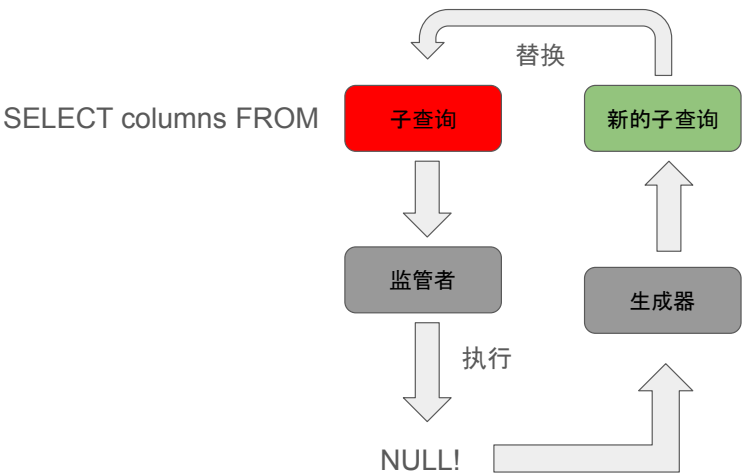 替换
SELECT columns FROM
子查询
新的子查询
监管者
生成器
执行
NULL!